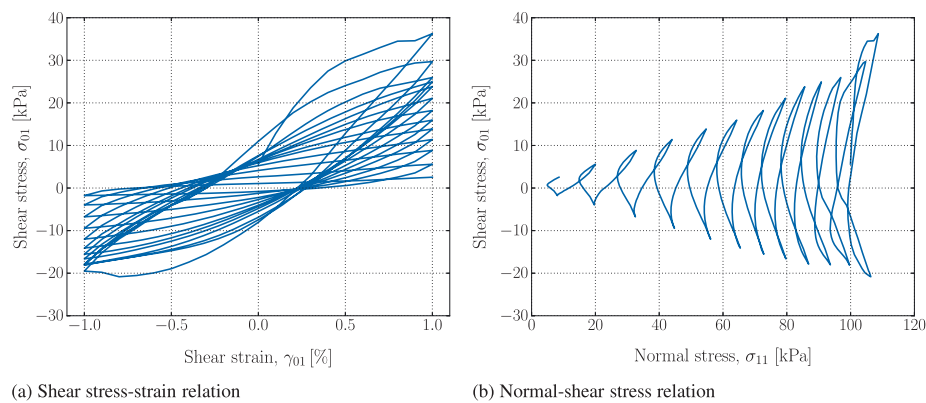 40
30
20
10
0
−10
−20
−30
−1.0 −0.5 0.0 0.5 1.0
Shear stress, σ01 [kPa]
Shear strain, γ01 [%]
(a) Shear stress-strain relation
40
30
20
10
0
−10
−20
−30
0 20 40 60 80 100 120
Shear stress, σ01 [kPa]
Normal stress, σ11 [kPa]
(b) Normal-shear stress relation